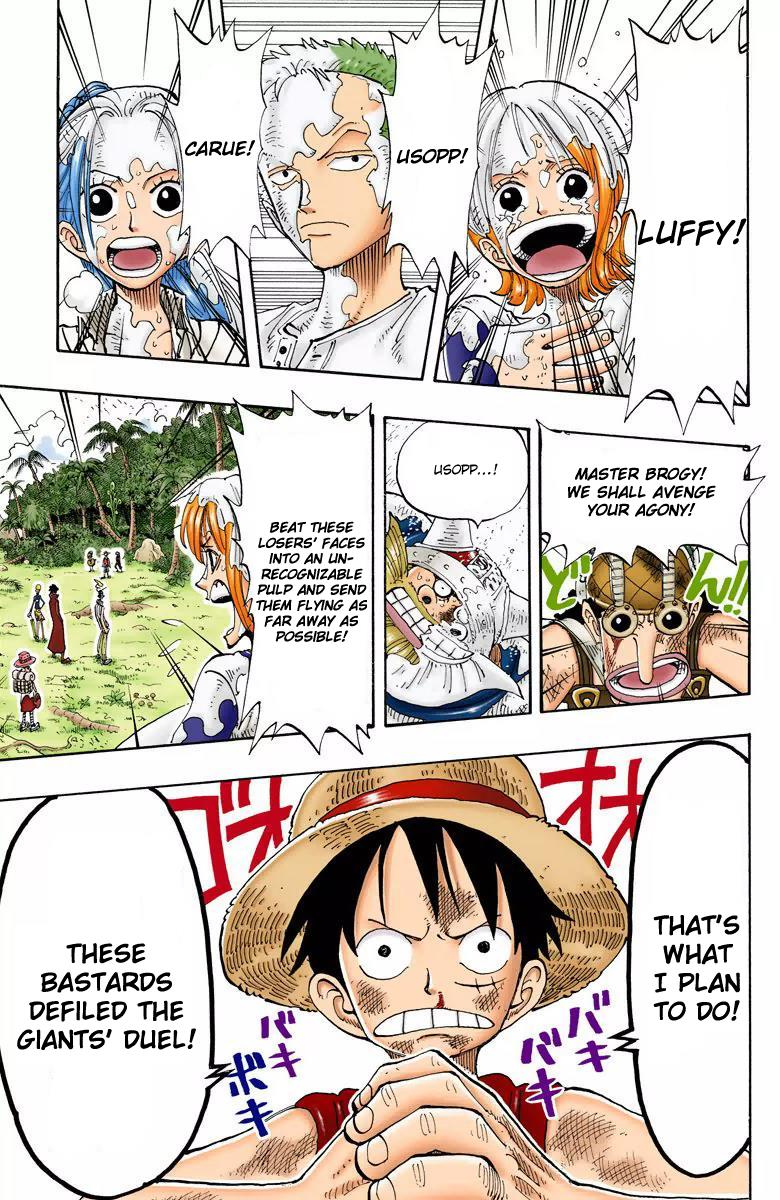 LUFFY!
USOPP!
CARUE!
MASTER BROGY!
WE SHALL AVENGE
YOUR AGONY!
どん!!
USOPP...!
BEAT THESE
LOSERS' FACES
INTO AN UN-
RECOGNIZABLE
PULP AND SEND
THEM FLYING AS
FAR AWAY AS
POSSIBLE!
THAT'S
WHAT
I PLAN
TO DO!
オオ
ゴオ
バキ
バキ
バキ
ボキ
THESE
BASTARDS
DEFILED THE
GIANTS' DUEL!